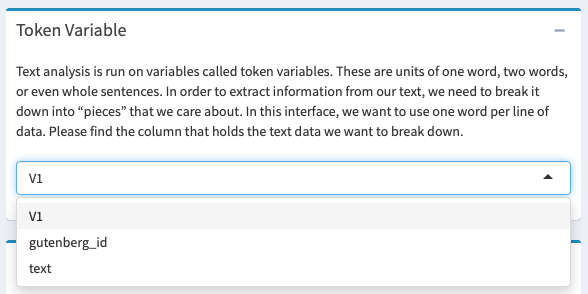 Token Variable
Text analysis is run on variables called token variables. These are units of one word, two words,
or even whole sentences. In order to extract information from our text, we need to break it
down into “pieces” that we care about. In this interface, we want to use one word per line of
data. Please find the column that holds the text data we want to break down.
V1
V1
gutenberg_id
text